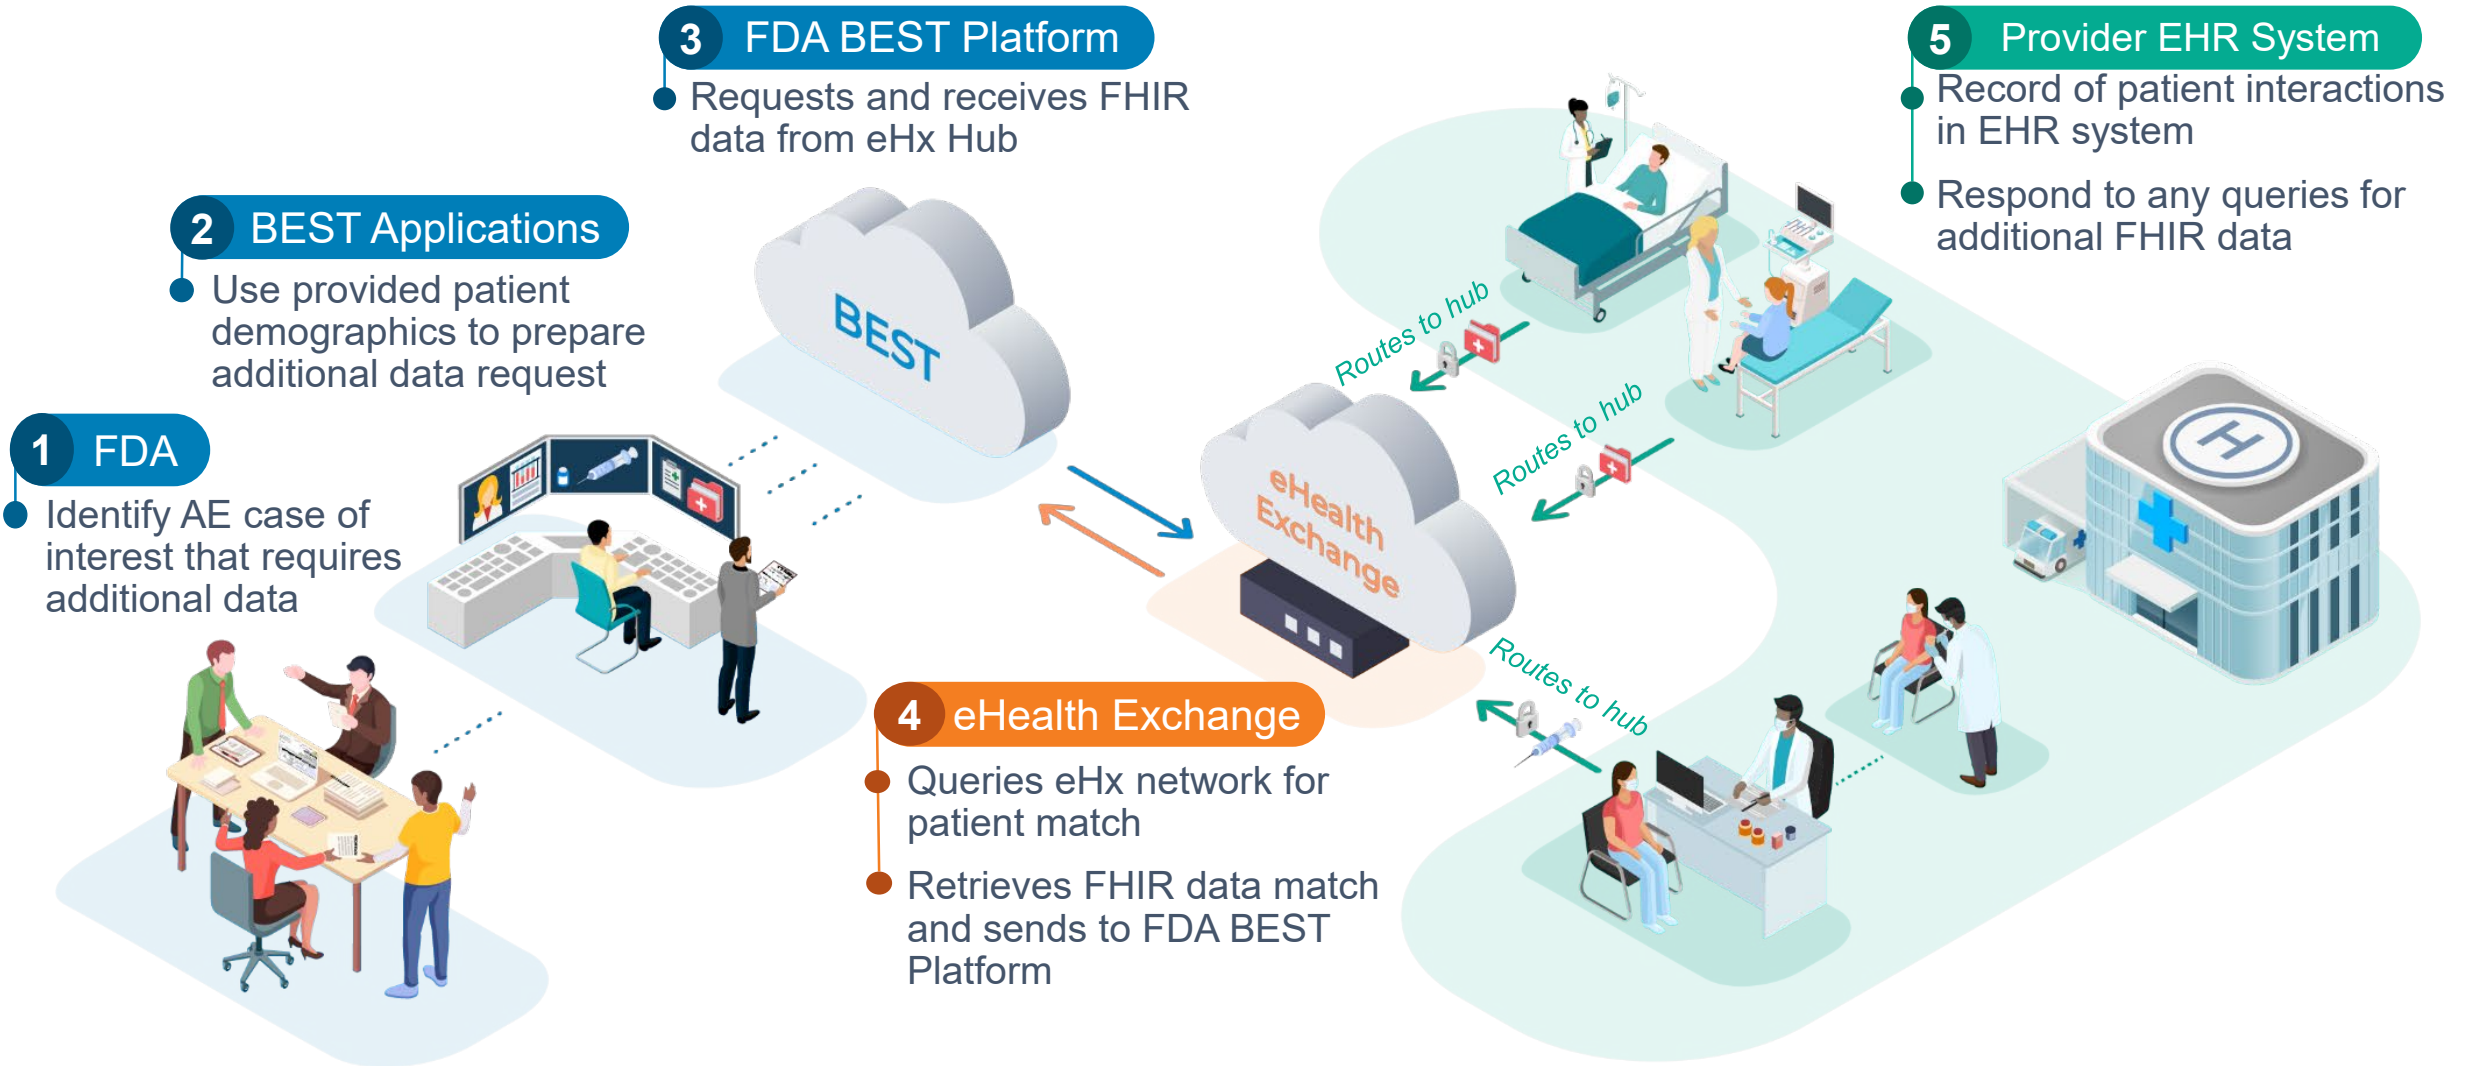 1 FDA
Identify AE case of
interest that requires
additional data
2 BEST Applications
Use provided patient
demographics to prepare
additional data request
3 FDA BEST Platform
Requests and receives FHIR
data from eHx Hub
BEST
4 eHealth Exchange
Queries eHx network for
patient match
Retrieves FHIR data match
and sends to FDA BEST
Platform
eHealth
Exchange
Routes to hub
Routes to hub
Routes to hub
5 Provider EHR System
Record of patient interactions
in EHR system
Respond to any queries for
additional FHIR data
H